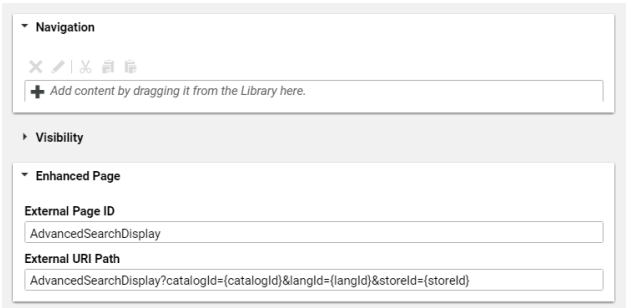 Navigation
Add content by dragging it from the Library here.
Visibility
Enhanced Page
External Page ID
AdvancedSearchDisplay
External URI Path
AdvancedSearchDisplay?catalogId={catalogId}&langId={langId}&storeId={storeId}